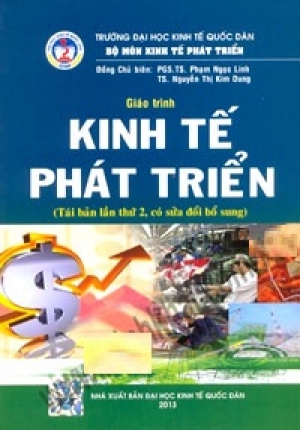 TRƯỜNG ĐẠI HỌC KINH TẾ QUỐC DÂN
BỘ MÔN KINH TẾ PHÁT TRIỂN
Đồng Chủ biên: PGS.TS. Phạm Ngọc Linh
TS. Nguyễn Thị Kim Dung
Giáo trình
KINH TẾ
PHÁT TRIỂN
(Tái bản lần thứ 2, có sửa đổi bổ sung)
NHÀ XUẤT BẢN ĐẠI HỌC KINH TẾ QUỐC DÂN
2013